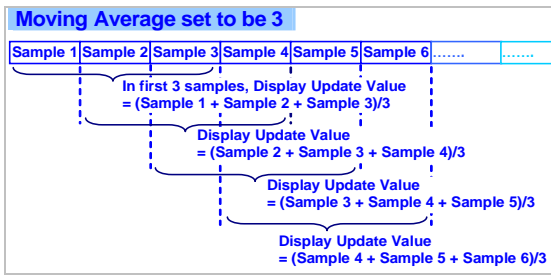 Moving Average set to be 3
Sample 1 Sample 2 Sample 3 Sample 4 Sample 5 Sample 6 ....... .......
In first 3 samples, Display Update Value
= (Sample 1 + Sample 2 + Sample 3)/3
Display Update Value
= (Sample 2 + Sample 3 + Sample 4)/3
Display Update Value
= (Sample 3 + Sample 4 + Sample 5)/3
Display Update Value
= (Sample 4 + Sample 5 + Sample 6)/3